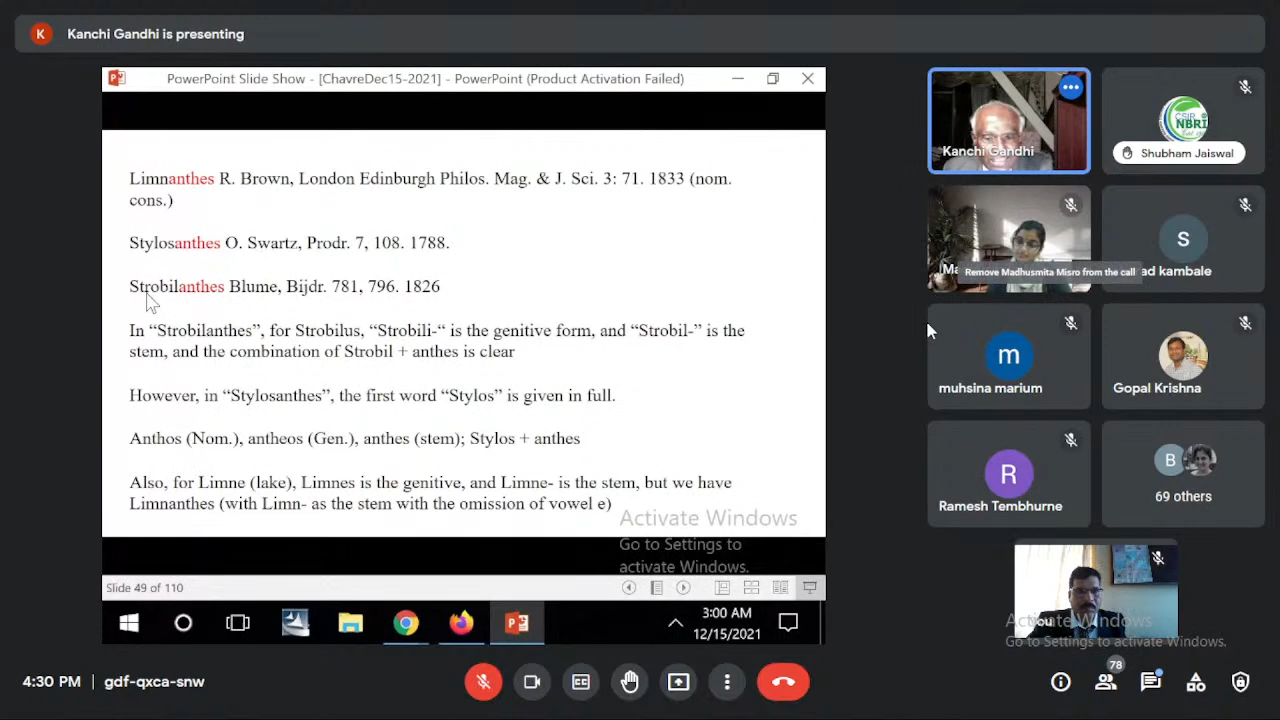 K Kanchi Gandhi is presenting
PowerPoint Slide Show - [ChavreDec15-2021] - PowerPoint (Product Activation Failed)
Limnanthes R. Brown, London Edinburgh Philos. Mag. & J. Sci. 3: 71. 1833 (nom.
cons.)
Stylosanthes O. Swartz, Prodr. 7, 108. 1788.
Strobilanthes Blume, Bijdr. 781, 796. 1826
In “Strobilanthes”, for Strobilus, “Strobili-“ is the genitive form, and “Strobil-” is the
stem, and the combination of Strobil + anthes is clear
However, in “Stylosanthes”, the first word “Stylos” is given in full.
Anthos (Nom.), antheos (Gen.), anthes (stem); Stylos + anthes
Also, for Limne (lake), Limnes is the genitive, and Limne- is the stem, but we have
Limnanthes (with Limn- as the stem with the omission of vowel e)
Activate Windows
Go to Settings to
activate Windows.
Slide 49 of 110
3:00 AM
12/15/2021
Kanchi Gandhi
CSIR
NBRI
Shubham Jaiswal
Ma
Remove Madhusmita Misro from the call
S
ad kambale
m
muhsina marium
Gopal Krishna
R
Ramesh Tembhurne
B
69 others
You
Activate Windows
Go to Settings to activate Windows.
4:30 PM | gdf-qxca-snw
78